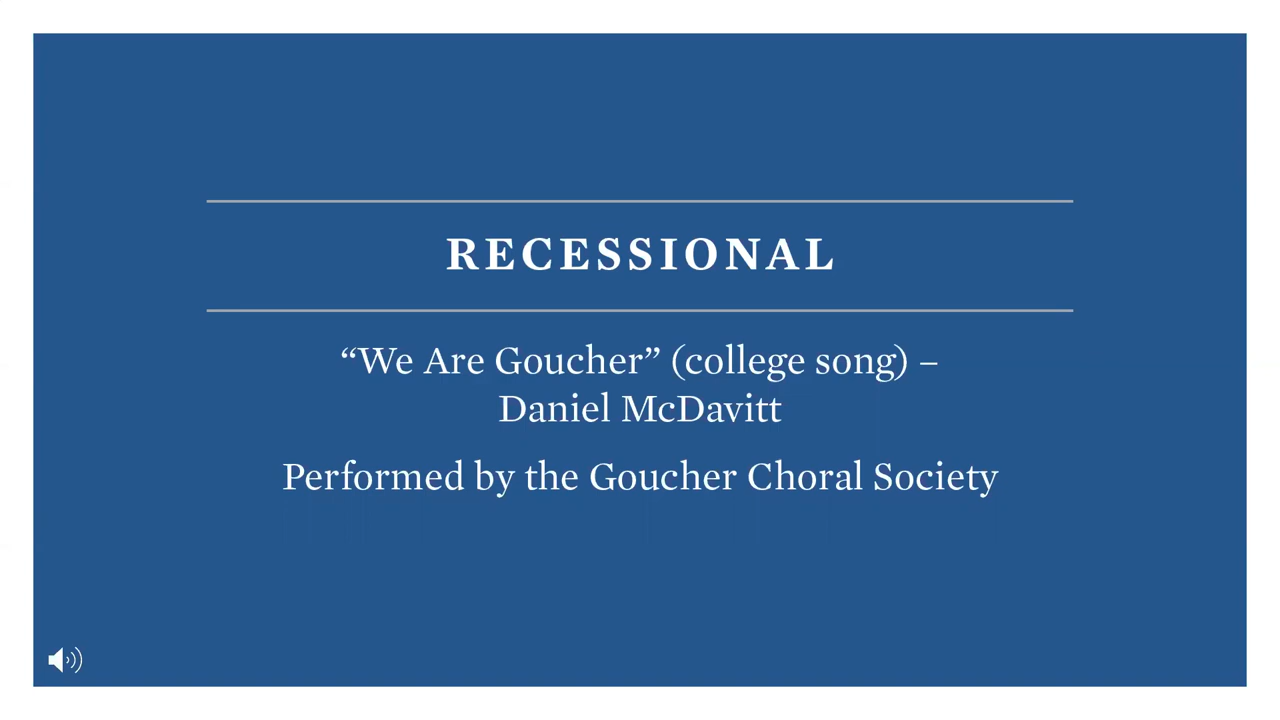 RECESSIONAL
“We Are Goucher” (college song) –
Daniel McDavitt
Performed by the Goucher Choral Society